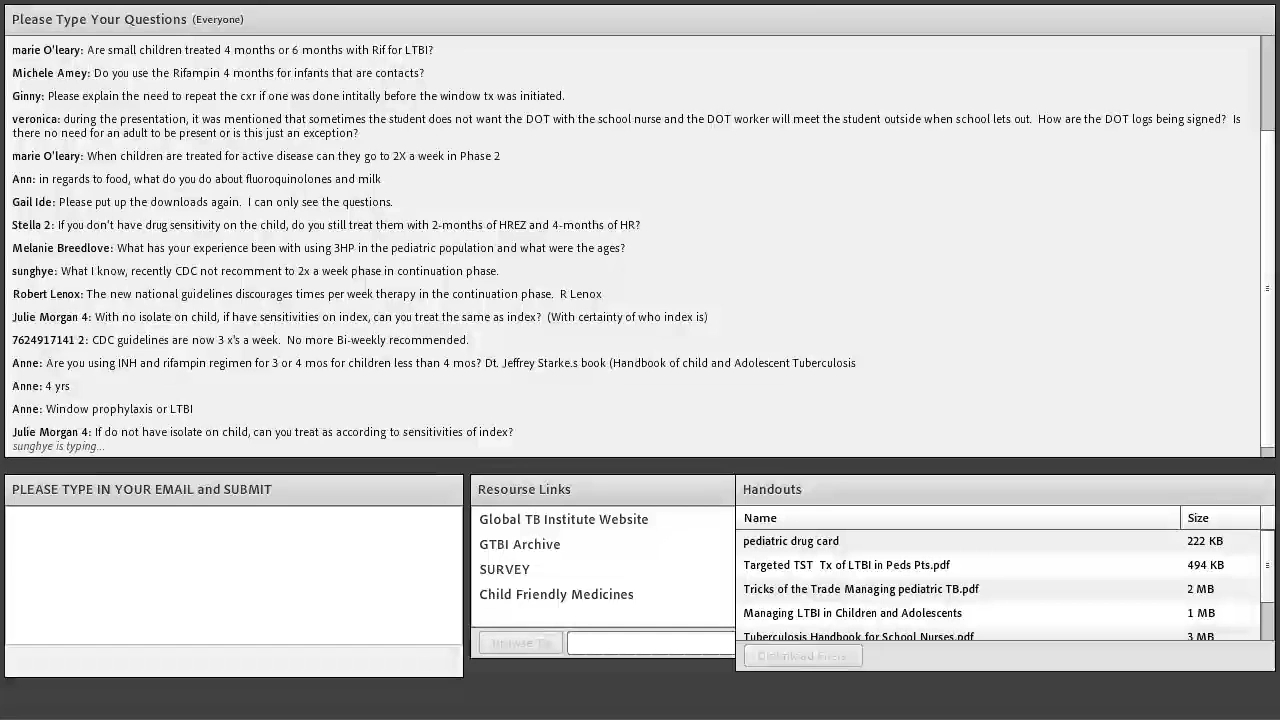 Please Type Your Questions (Everyone)
marie O'leary: Are small children treated 4 months or 6 months with Rif for LTBI?
Michele Amey: Do you use the Rifampin 4 months for infants that are contacts?
Ginny: Please explain the need to repeat the cxr if one was done intitally before the window tx was initiated.
veronica: during the presentation, it was mentioned that sometimes the student does not want the DOT with the school nurse and the DOT worker will meet the student outside when school lets out. How are the DOT logs being signed? Is
there no need for an adult to be present or is this just an exception?
marie O'leary: When children are treated for active disease can they go to 2X a week in Phase 2
Ann: in regards to food, what do you do about fluoroquinolones and milk
Gail Ide: Please put up the downloads again. I can only see the questions.
Stella 2: If you don't have drug sensitivity on the child, do you still treat them with 2-months of HREZ and 4-months of HR?
Melanie Breedlove: What has your experience been with using 3HP in the pediatric population and what were the ages?
sunghye: What I know, recently CDC not recomment to 2x a week phase in continuation phase.
Robert Lenox: The new national guidelines discourages times per week therapy in the continuation phase. R Lenox
Julie Morgan 4: With no isolate on child, if have sensitivities on index, can you treat the same as index? (With certainty of who index is)
7624917141 2: CDC guidelines are now 3 x's a week. No more Bi-weekly recommended.
Anne: Are you using INH and rifampin regimen for 3 or 4 mos for children less than 4 mos? Dt. Jeffrey Starke.s book (Handbook of child and Adolescent Tuberculosis
Anne: 4 yrs
Anne: Window prophylaxis or LTBI
Julie Morgan 4: If do not have isolate on child, can you treat as according to sensitivities of index?
sunghye is typing...
PLEASE TYPE IN YOUR EMAIL and SUBMIT
Resourse Links
Global TB Institute Website
GTBI Archive
SURVEY
Child Friendly Medicines
Browse To
Handouts
Name Size
pediatric drug card 222 KB
Targeted TST Tx of LTBI in Peds Pts.pdf 494 KB
Tricks of the Trade Managing pediatric TB.pdf 2 MB
Managing LTBI in Children and Adolescents 1 MB
Tuberculosis Handbook for School Nurses.pdf 3 MB